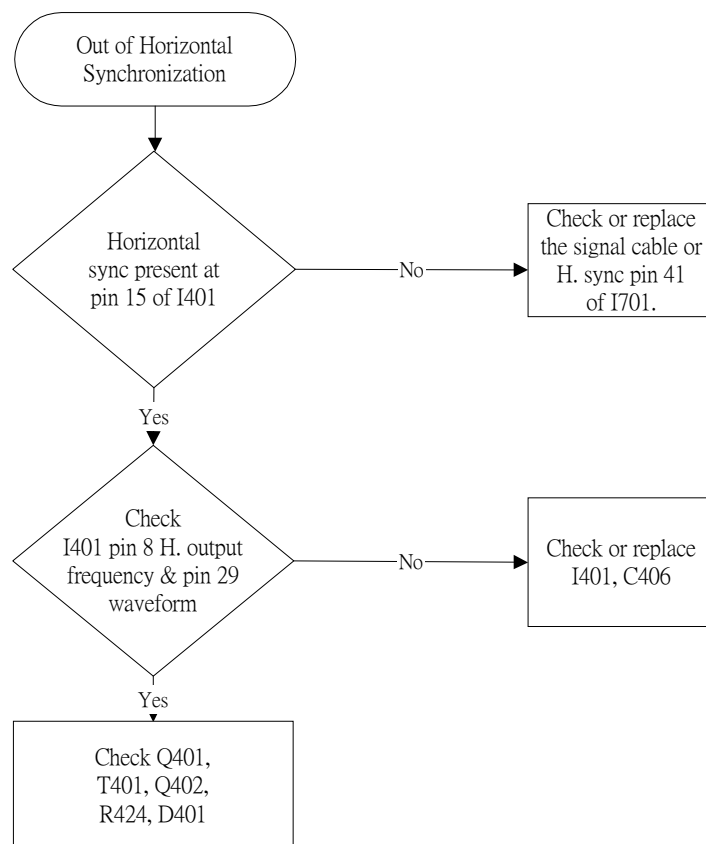 Out of Horizontal
Synchronization
Horizontal
sync present at
pin 15 of I401
No
Check or replace
the signal cable or
H. sync pin 41
of I701.
Yes
Check
I401 pin 8 H. output
frequency & pin 29
waveform
No
Check or replace
I401, C406
Yes
Check Q401,
T401, Q402,
R424, D401